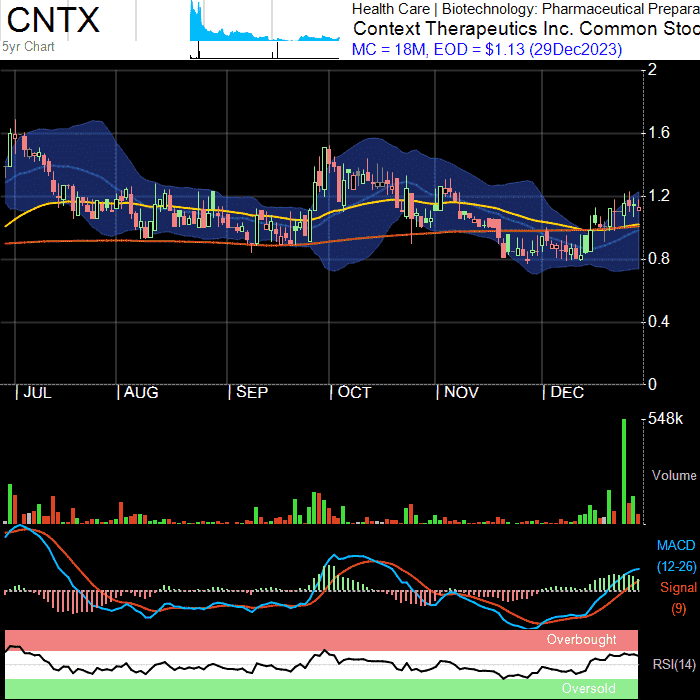 CNTX
5yr Chart
Health Care | Biotechnology: Pharmaceutical Prepara
Context Therapeutics Inc. Common Stoc
MC = 18M, EOD = $1.13 (29Dec2023)
2
1.6
1.2
0.8
0.4
0
JUL AUG SEP OCT NOV DEC
548k
Volume
MACD
(12-26)
Signal
(9)
Overbought
RSI(14)
Oversold